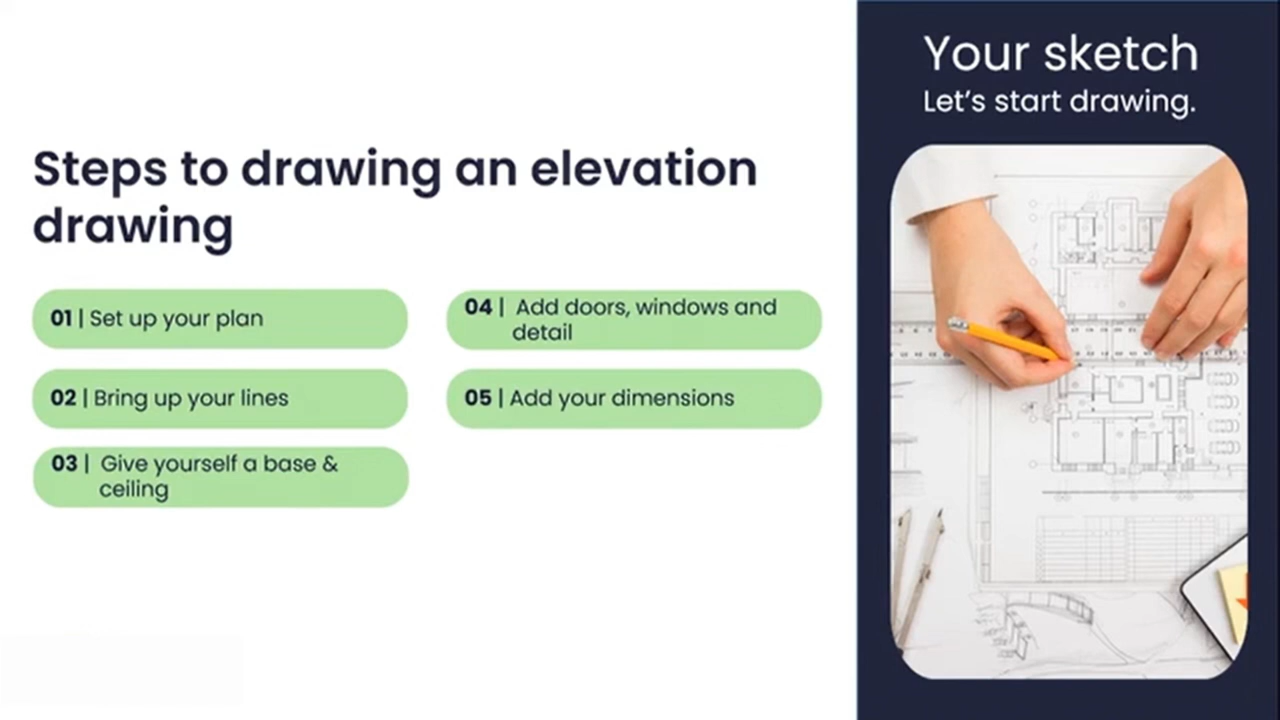 Your sketch
Let's start drawing.
Steps to drawing an elevation
drawing
01 | Set up your plan
02 | Bring up your lines
03 | Give yourself a base &
ceiling
04 | Add doors, windows and
detail
05 | Add your dimensions